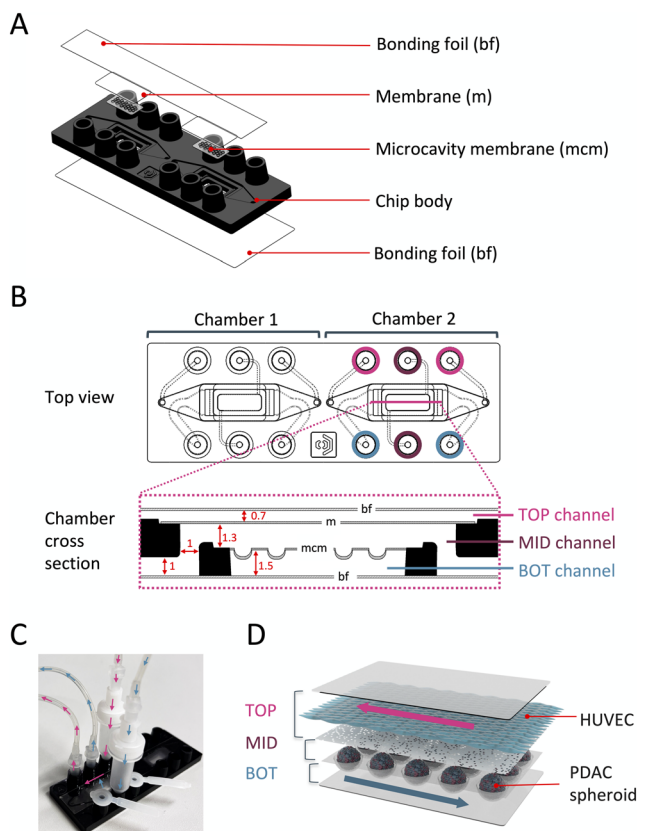 A
Bonding foil (bf)
Membrane (m)
Microcavity membrane (mcm)
Chip body
Bonding foil (bf)
B
Chamber 1
Chamber 2
Top view
Chamber
cross
section
bf
0.7
m
1.3
1
mcm
1
1.5
bf
TOP channel
MID channel
BOT channel
C
D
TOP
MID
BOT
HUVEC
PDAC
spheroid